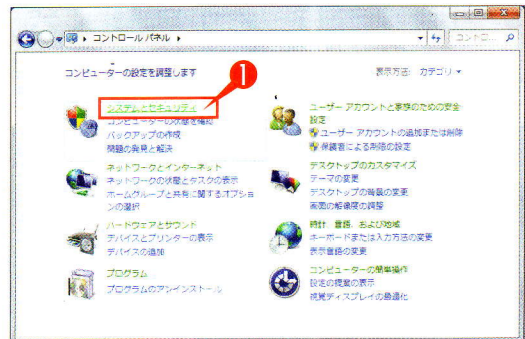 コントロール パネル
コンピューターの設定を調整します
表示方法: カテゴリ
1
システムとセキュリティ
コンピューターの状態を確認
バックアップの作成
問題の発見と解決
ネットワークとインターネット
ネットワークの状態とタスクの表示
ホームグループと共有に関するオプショ
ンの選択
ハードウェアとサウンド
デバイスとプリンターの表示
デバイスの追加
プログラム
プログラムのアンインストール
ユーザー アカウントと家族のための安全
設定
ユーザー アカウントの追加または削除
保護者による制限の設定
デスクトップのカスタマイズ
テーマの変更
デスクトップの背景の変更
画面の解像度の調整
時計、言語、および地域
キーボードまたは入力方法の変更
表示言語の変更
コンピューターの簡単操作
設定の提案の表示
視覚ディスプレイの最適化